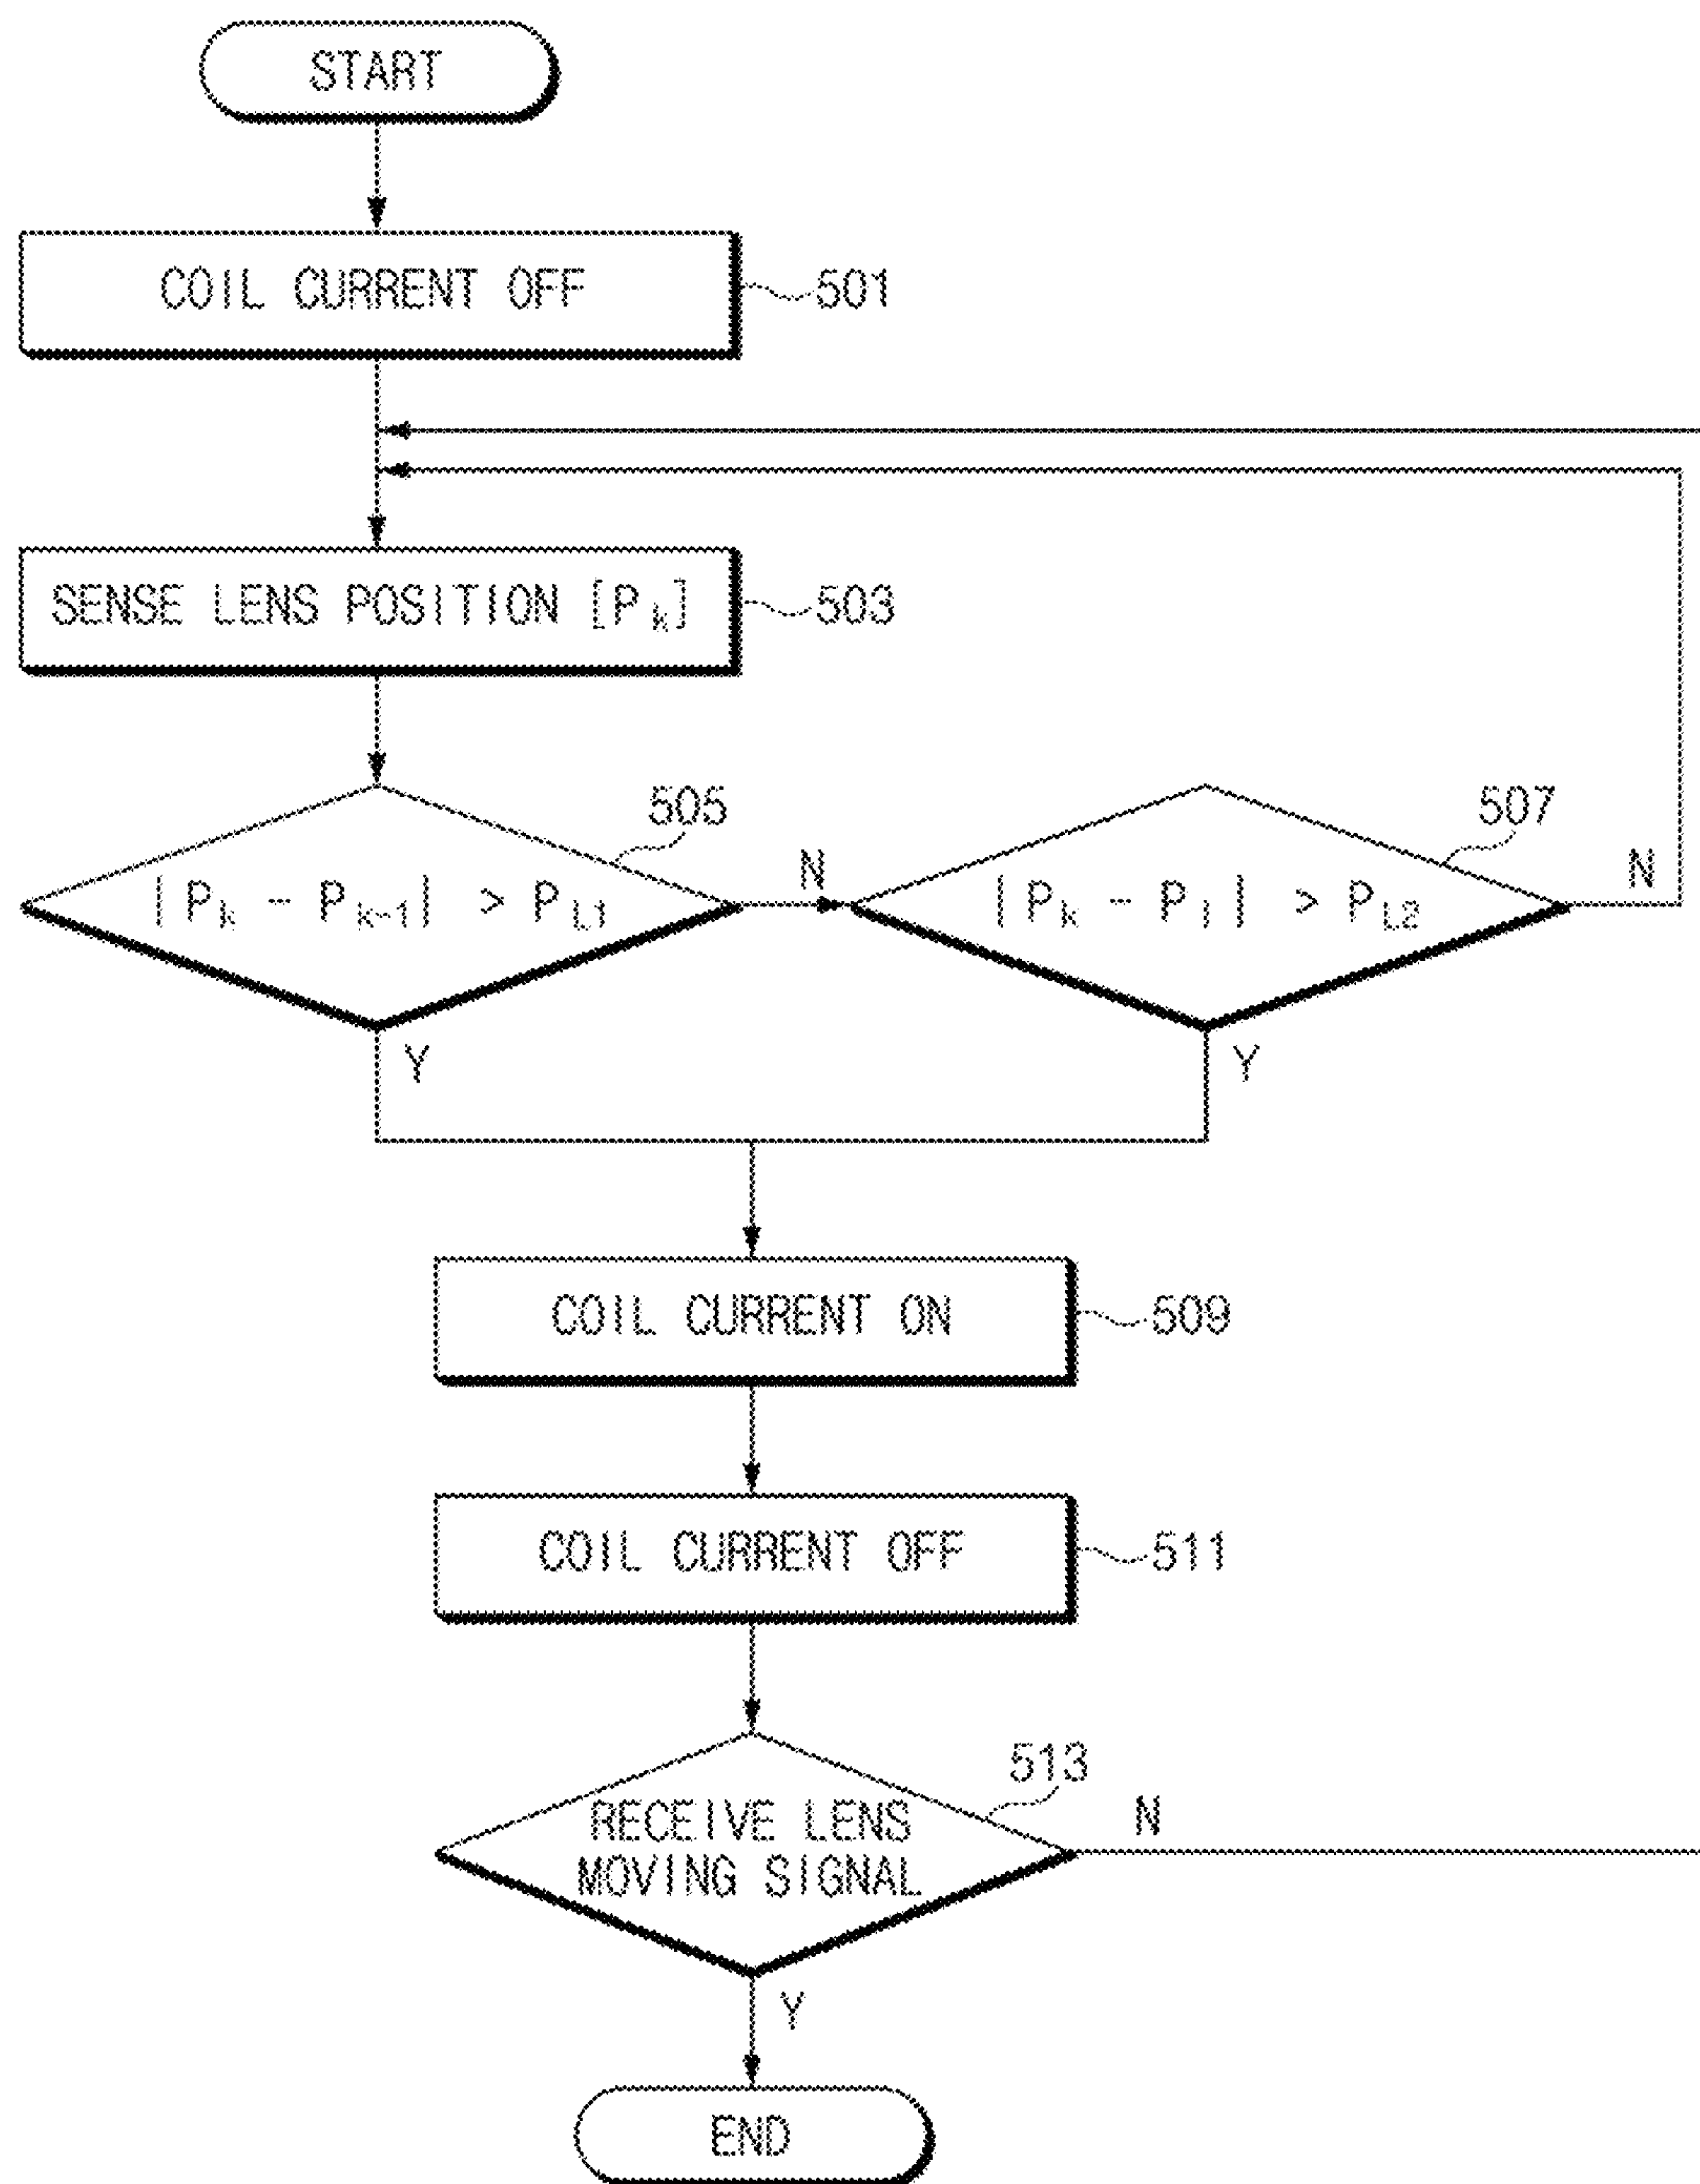 START
COIL CURRENT OFF
501
SENSE LENS POSITION [Pk]
503
505
|Pk - Pk-1| > PL1
N
507
|Pk - PI| > PL2
N
Y
Y
COIL CURRENT ON
509
COIL CURRENT OFF
511
513
RECEIVE LENS
MOVING SIGNAL
N
Y
END